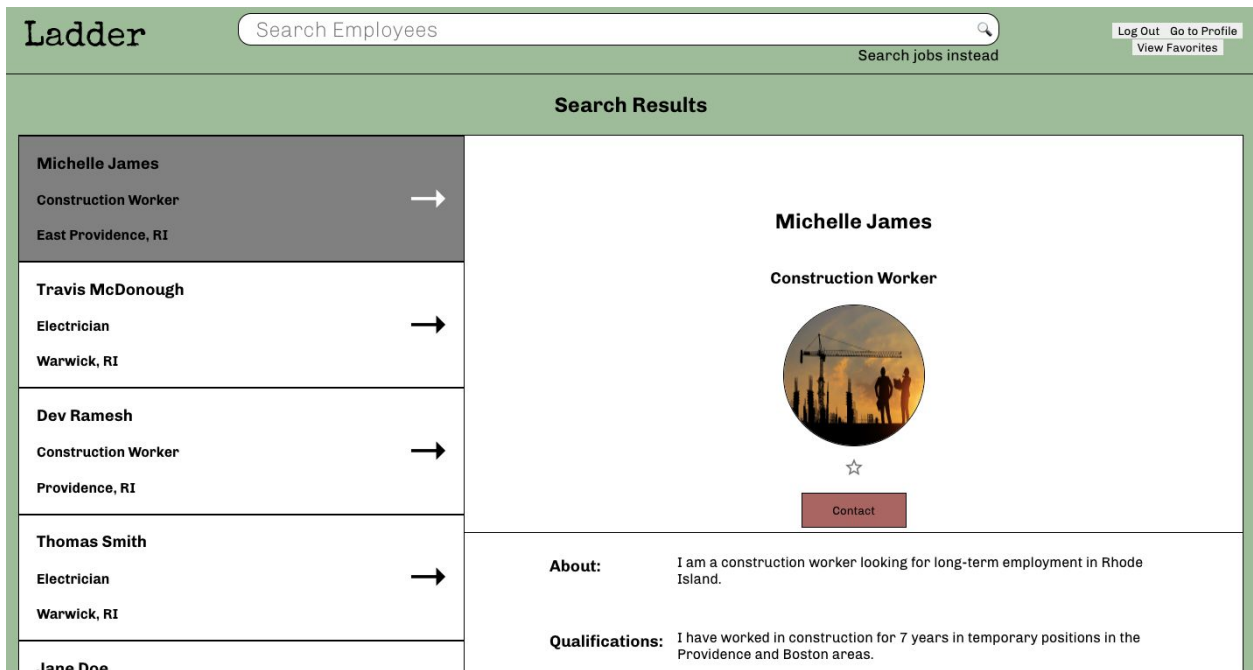 Ladder
Search Employees
Search jobs instead
Log Out Go to Profile
View Favorites
Search Results
Michelle James
Construction Worker
East Providence, RI
Travis McDonough
Electrician
Warwick, RI
Dev Ramesh
Construction Worker
Providence, RI
Thomas Smith
Electrician
Warwick, RI
Jane Doe
Michelle James
Construction Worker
Contact
About:
I am a construction worker looking for long-term employment in Rhode
Island.
Qualifications:
I have worked in construction for 7 years in temporary positions in the
Providence and Boston areas.